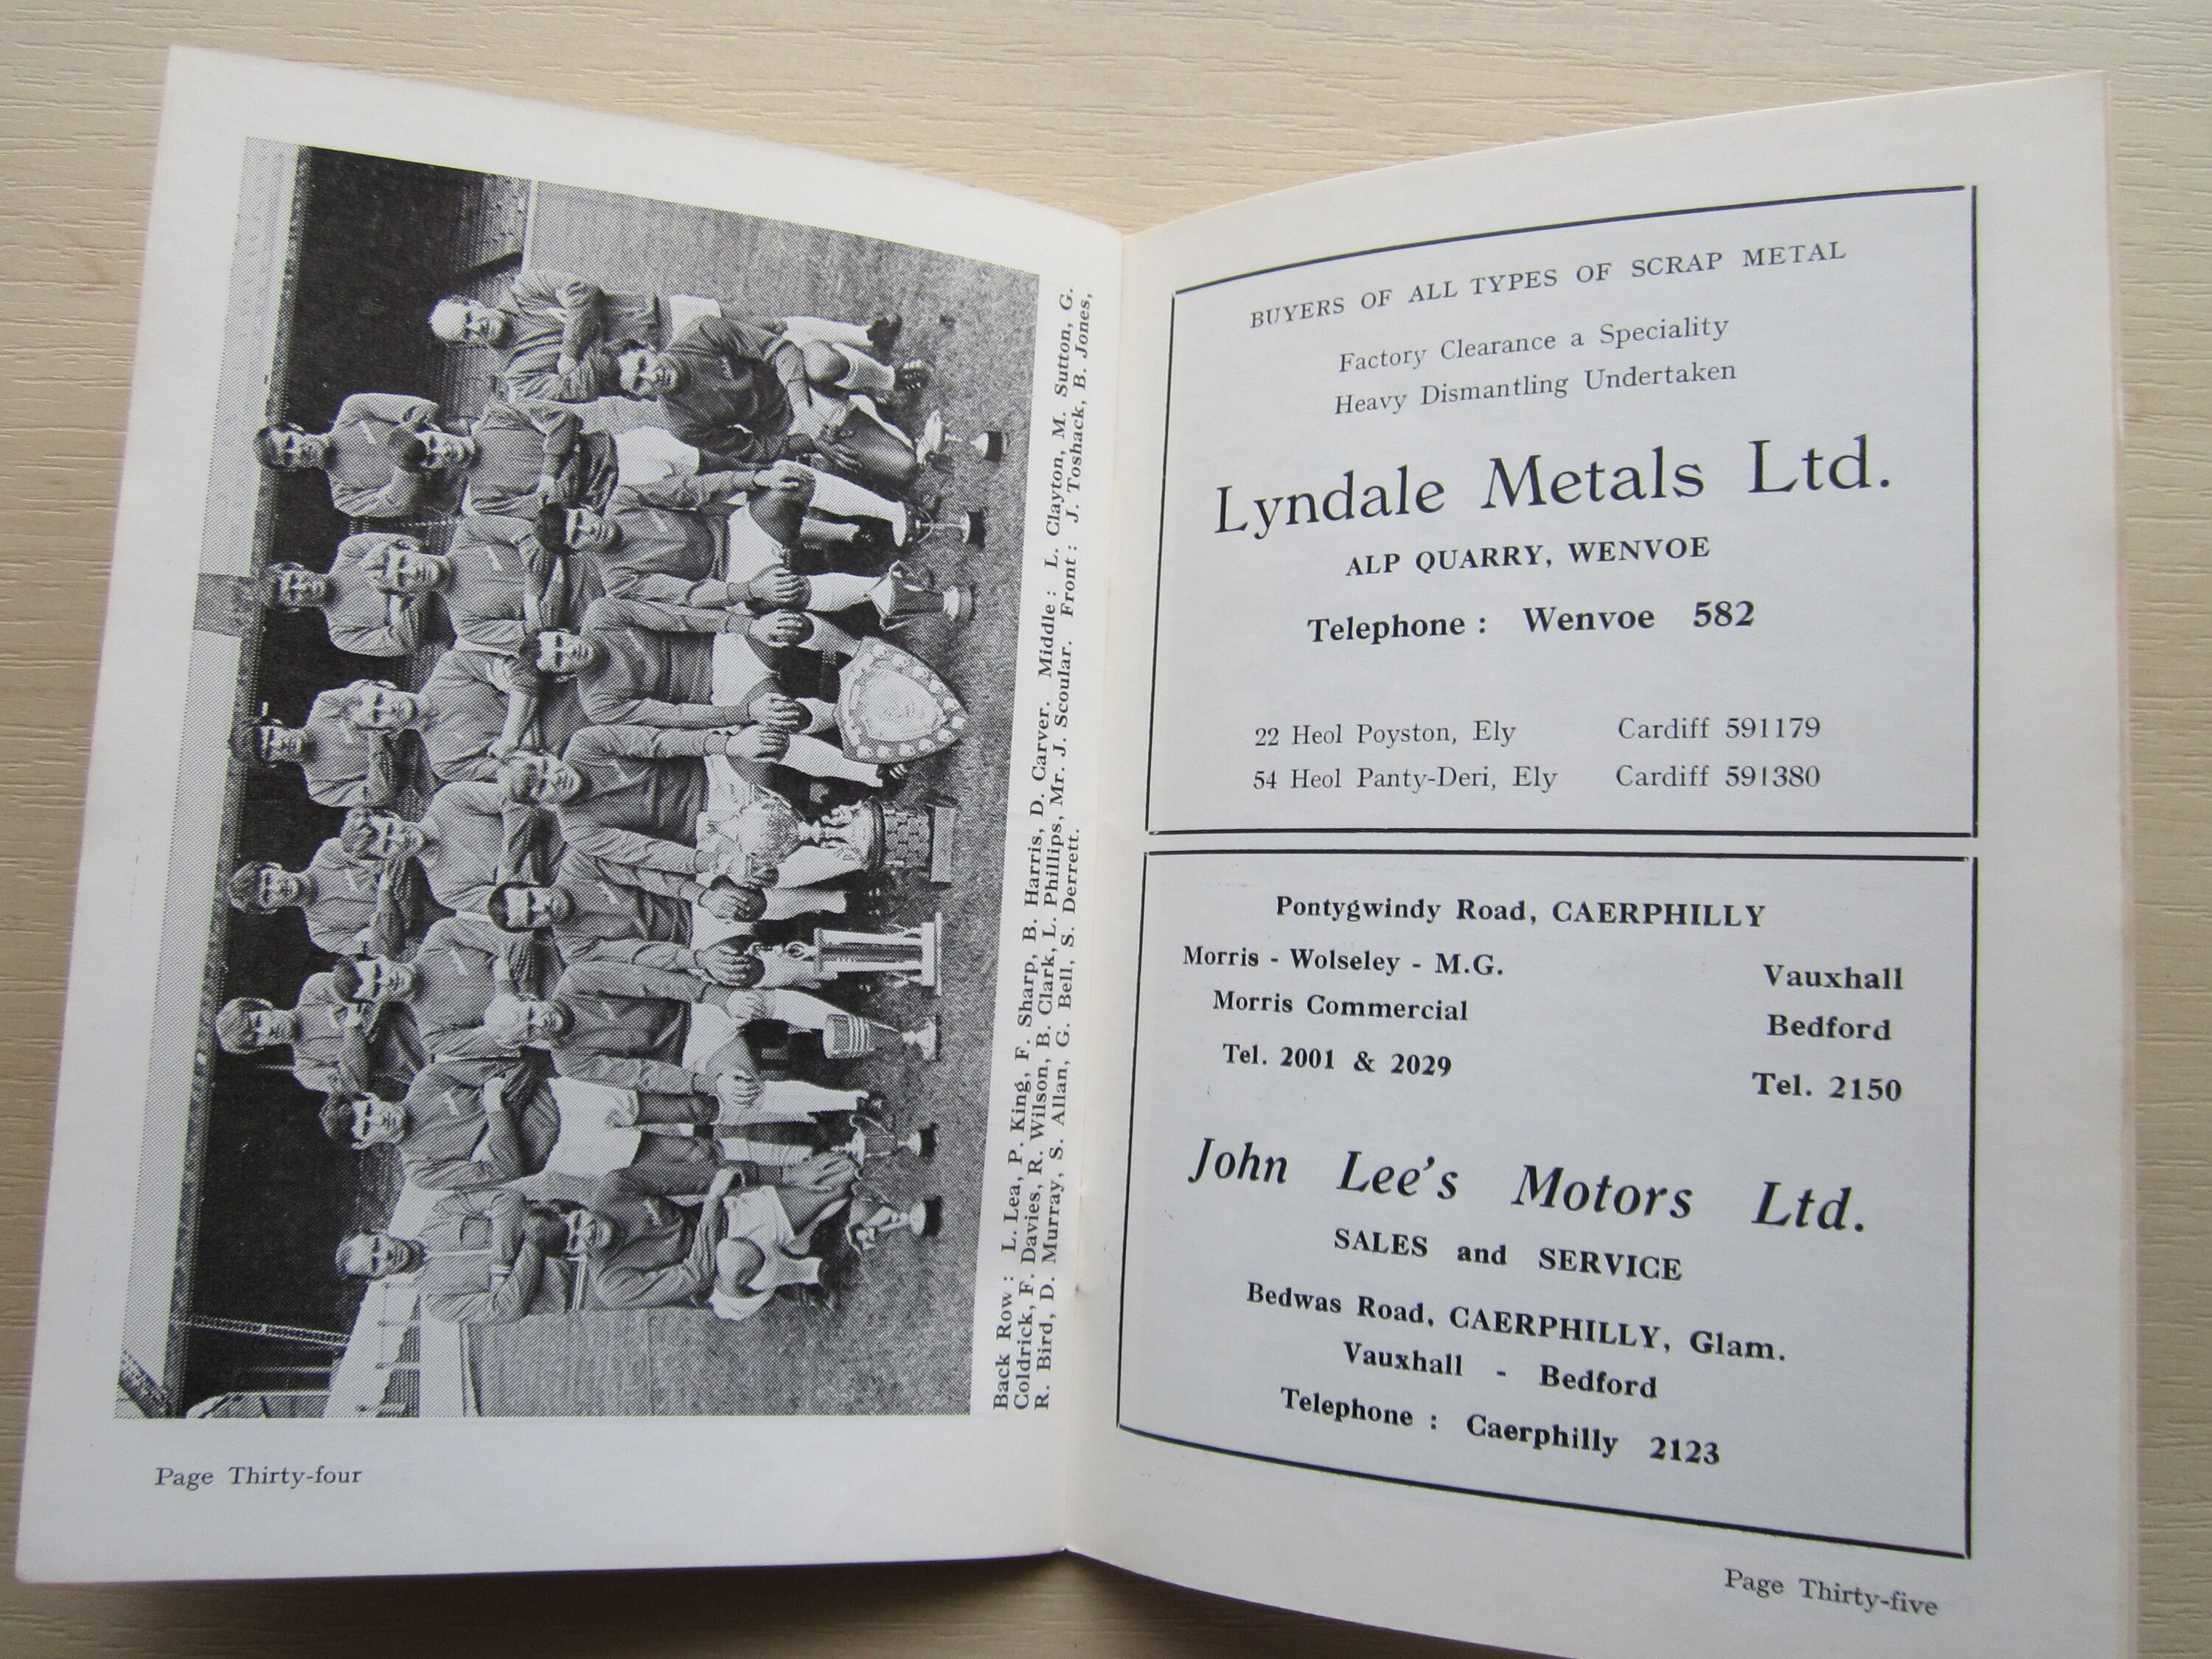 Back Row : L. Lea, P. King, F. Sharp, B. Harris, D. Carver. Middle : L. Clayton, M. Sutton, G.
Coldrick, F. Davies, R. Wilson, B. Clark, L. Phillips, Mr. J. Scoular. Front : J. Toshack, B. Jones,
R. Bird, D. Murray, S. Allan, G. Bell, S. Derrett.
Page Thirty-four
BUYERS OF ALL TYPES OF SCRAP METAL
Factory Clearance a Speciality
Heavy Dismantling Undertaken
Lyndale Metals Ltd.
ALP QUARRY, WENVOE
Telephone : Wenvoe 582
22 Heol Poyston, Ely Cardiff 591179
54 Heol Panty-Deri, Ely Cardiff 591380
Pontygwindy Road, CAERPHILLY
Morris - Wolseley - M.G. Vauxhall
Morris Commercial Bedford
Tel. 2001 & 2029 Tel. 2150
John Lee's Motors Ltd.
SALES and SERVICE
Bedwas Road, CAERPHILLY, Glam.
Vauxhall - Bedford
Telephone : Caerphilly 2123
Page Thirty-five